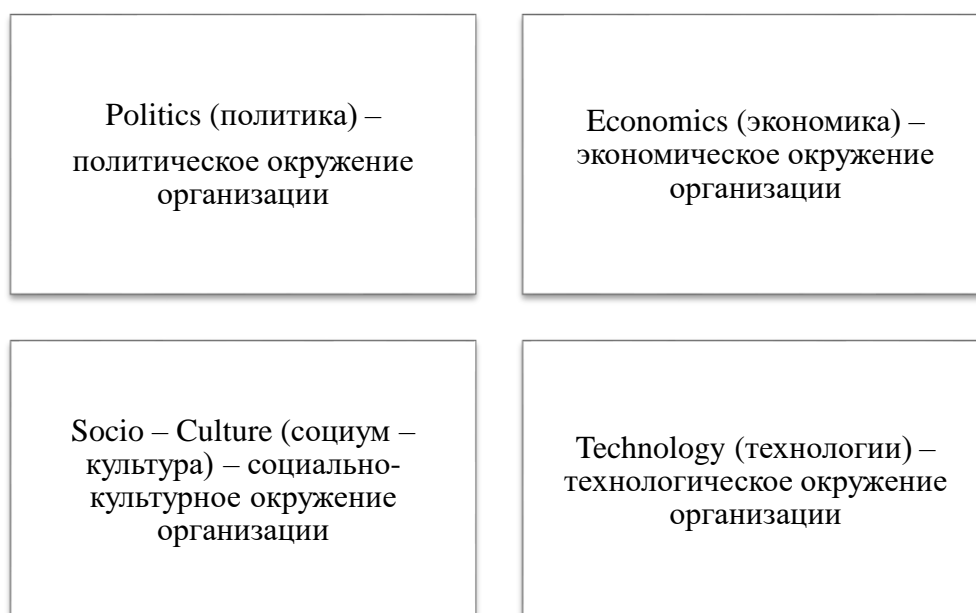 Politics (политика) –
политическое окружение
организации
Economics (экономика) –
экономическое окружение
организации
Socio – Culture (социум –
культура) – социально-
культурное окружение
организации
Technology (технологии) –
технологическое окружение
организации